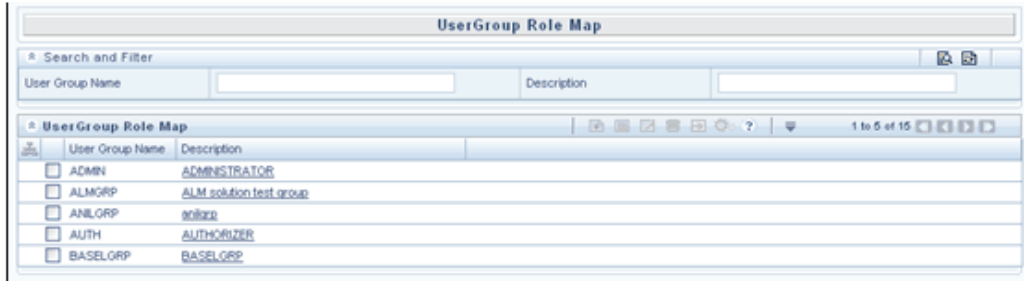 UserGroup Role Map
Search and Filter
User Group Name Description
UserGroup Role Map ? 1 to 5 of 15
User Group Name Description
ADMIN ADMINISTRATOR
ALMGRP ALM solution test group
ANILGRP anilgrp
AUTH AUTHORIZER
BASELGRP BASELGRP